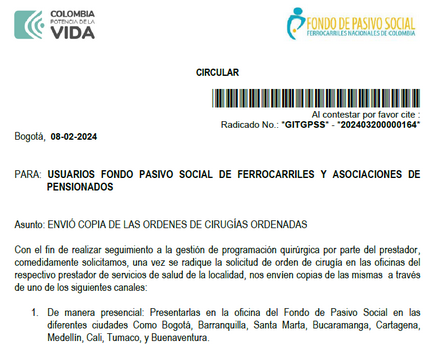 COLOMBIA
POTENCIA DE LA
VIDA
FONDO DE PASIVO SOCIAL
FERROCARRILES NACIONALES DE COLOMBIA
CIRCULAR
Al contestar por favor cite :
Radicado No.: *GITGPSS* - *202403200000164*
Bogotá, 08-02-2024
PARA: USUARIOS FONDO PASIVO SOCIAL DE FERROCARRILES Y ASOCIACIONES DE
PENSIONADOS
Asunto: ENVIÓ COPIA DE LAS ORDENES DE CIRUGÍAS ORDENADAS
Con el fin de realizar seguimiento a la gestión de programación quirúrgica por parte del prestador,
comedidamente solicitamos, una vez se radique la solicitud de orden de cirugía en las oficinas del
respectivo prestador de servicios de salud de la localidad, nos envíen copias de las mismas a través
de uno de los siguientes canales:
1. De manera presencial: Presentarlas en la oficina del Fondo de Pasivo Social en las
diferentes ciudades Como Bogotá, Barranquilla, Santa Marta, Bucaramanga, Cartagena,
Medellín, Cali, Tumaco, y Buenaventura.